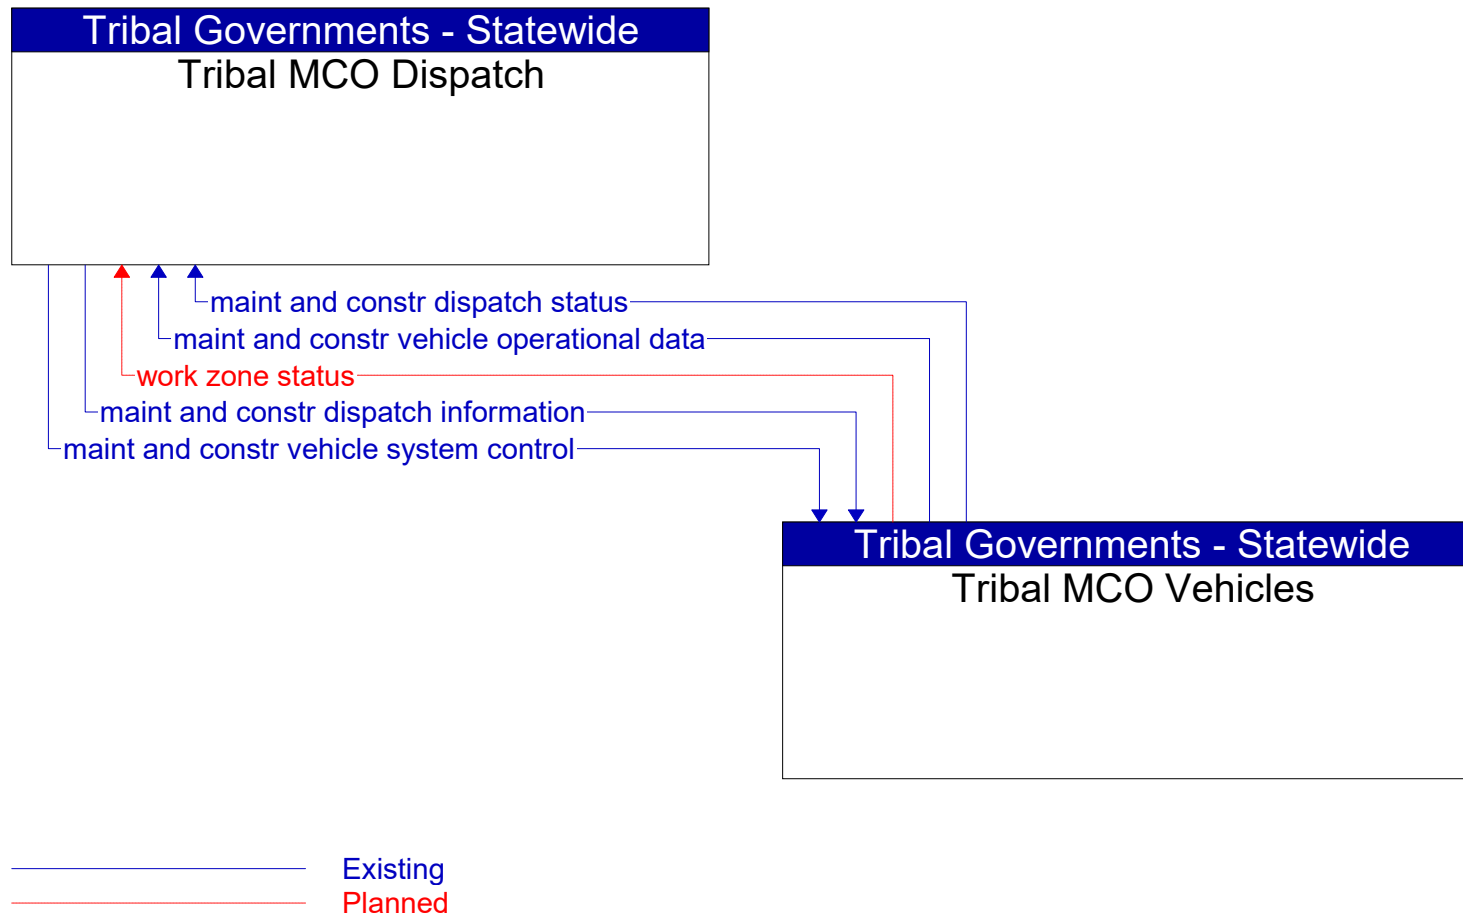 Tribal Governments - Statewide
Tribal MCO Dispatch
maint and constr dispatch status
maint and constr vehicle operational data
work zone status
maint and constr dispatch information
maint and constr vehicle system control
Tribal Governments - Statewide
Tribal MCO Vehicles
Existing
Planned